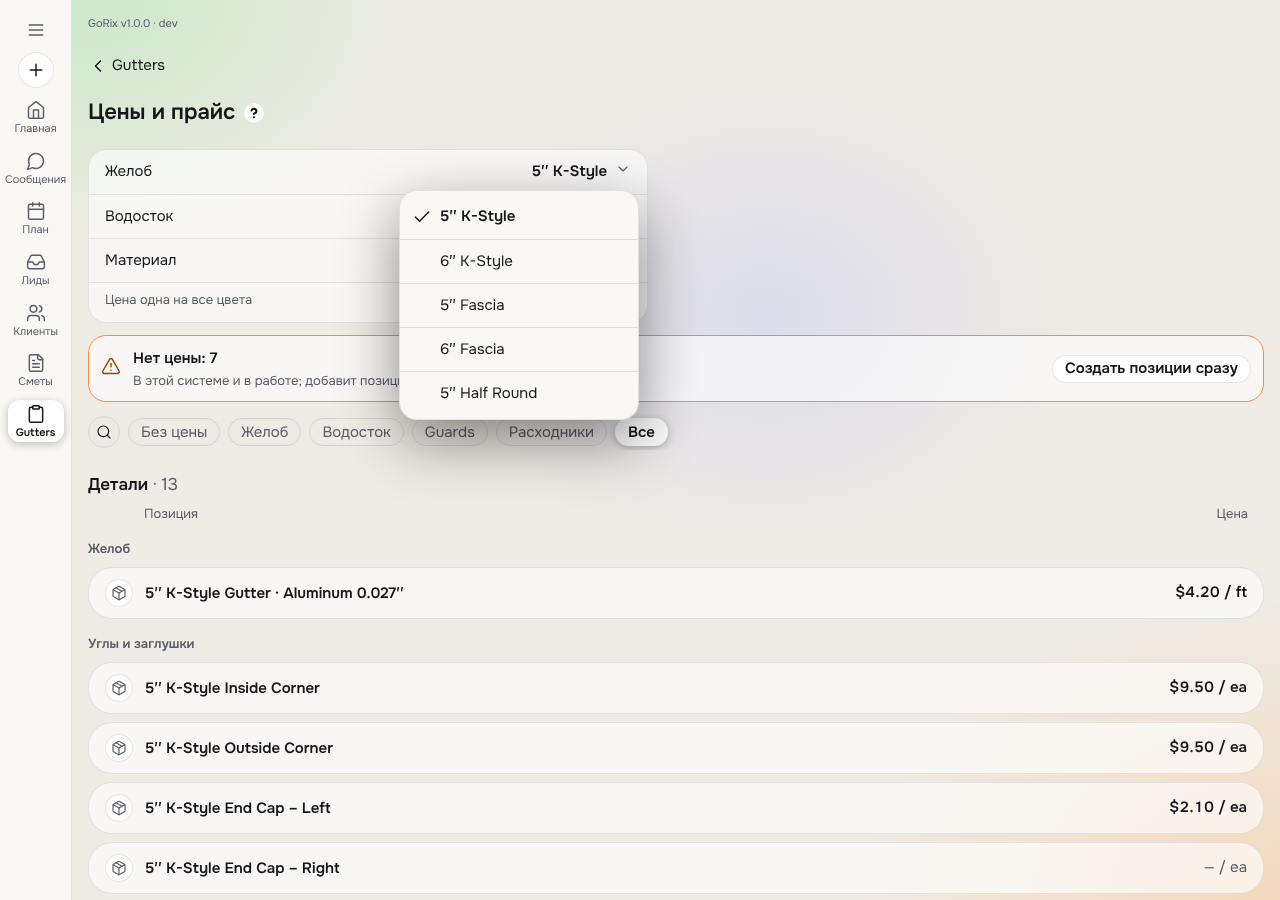 GoRix v1.0.0 · dev
Gutters
Цены и прайс ?
Главная
Сообщения
План
Лиды
Клиенты
Сметы
Gutters
Желоб 5″ K-Style
Водосток
Материал
Цена одна на все цвета
5″ K-Style
6″ K-Style
5″ Fascia
6″ Fascia
5″ Half Round
Нет цены: 7
В этой системе и в работе; добавит
Создать позиции сразу
Без цены Желоб Водосток Guards Расходники Все
Детали · 13
Позиция Цена
Желоб
5″ K-Style Gutter · Aluminum 0.027″ $4.20 / ft
Углы и заглушки
5″ K-Style Inside Corner $9.50 / ea
5″ K-Style Outside Corner $9.50 / ea
5″ K-Style End Cap – Left $2.10 / ea
5″ K-Style End Cap – Right — / ea